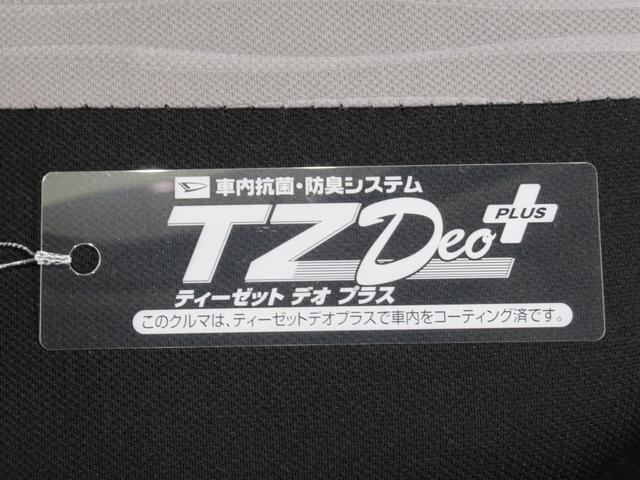 車内抗菌・防臭システム
TZ Deo PLUS
ティーゼット デオ プラス
このクルマは、ティーゼットデオプラスで車内をコーティング済です。